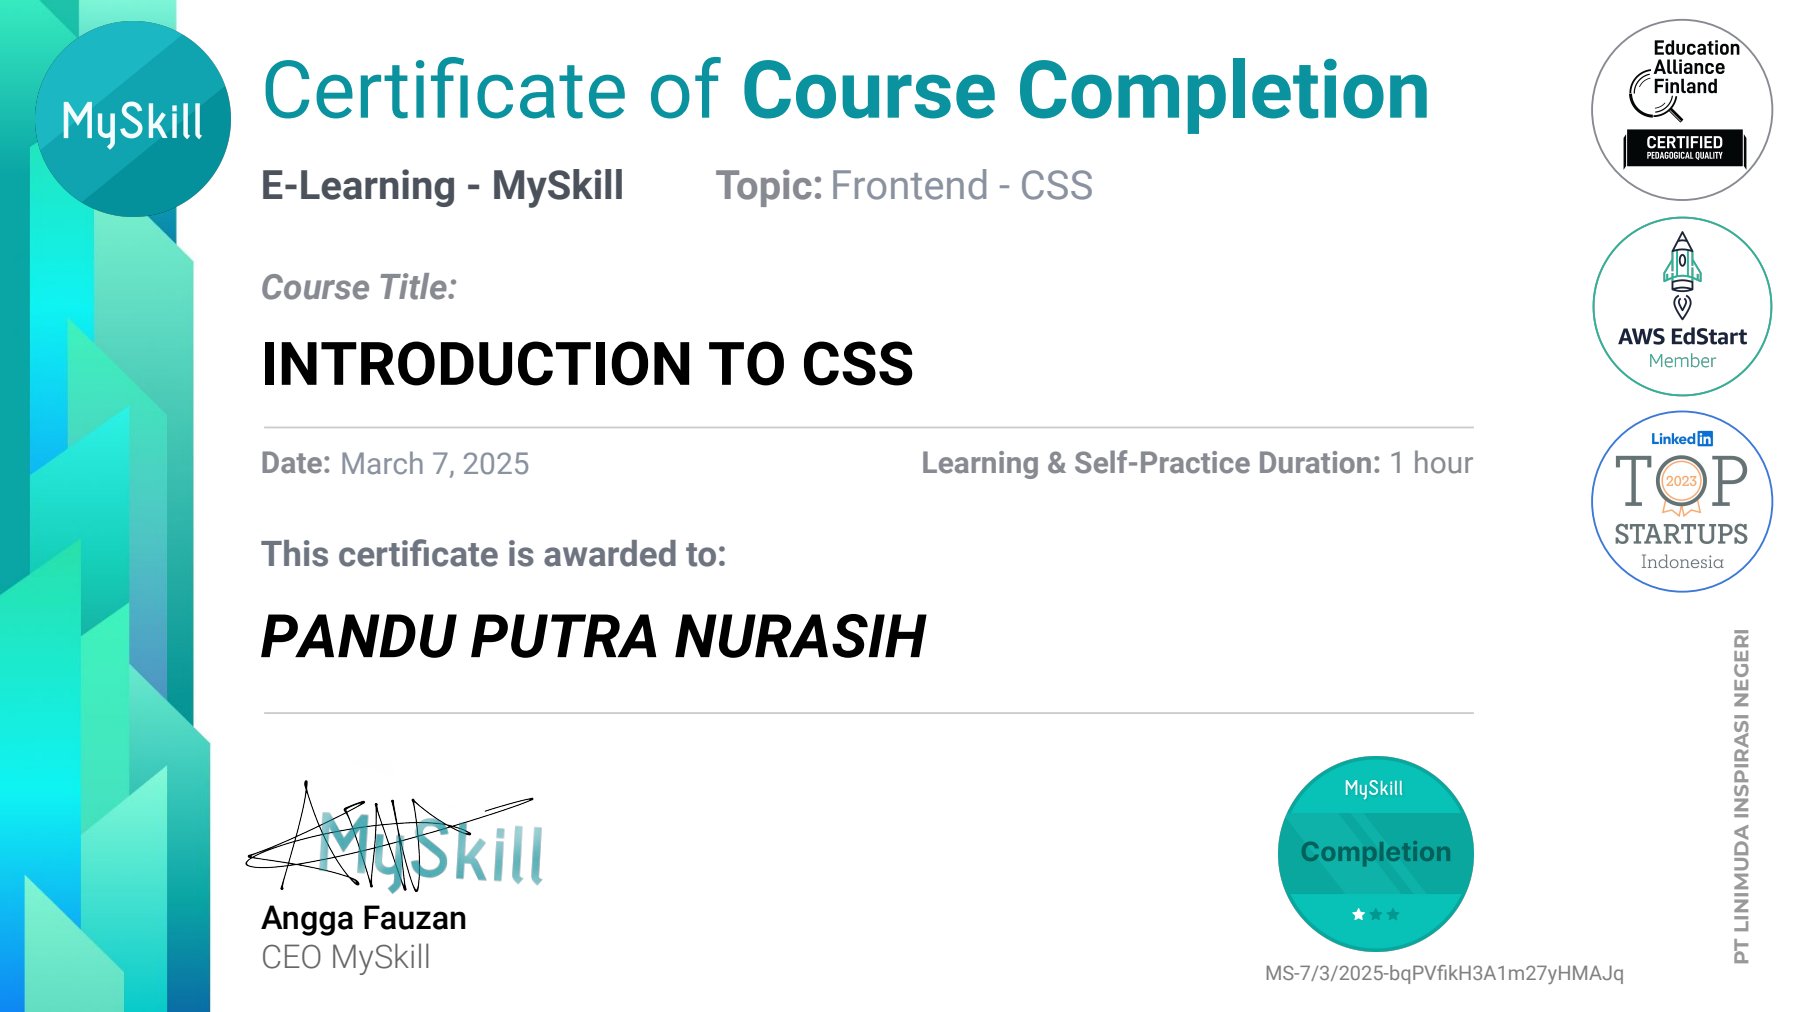 MySkill
Certificate of Course Completion
E-Learning - MySkill
Topic: Frontend - CSS
Course Title:
INTRODUCTION TO CSS
Date: March 7, 2025
Learning & Self-Practice Duration: 1 hour
This certificate is awarded to:
PANDU PUTRA NURASIH
MySkill
Angga Fauzan
CEO MySkill
MySkill
Completion
MS-7/3/2025-bqPVfikH3A1m27yHMAJq
Education
Alliance
Finland
CERTIFIED
PEDAGOGICAL QUALITY
AWS EdStart
Member
Linked in
TOP
2023
STARTUPS
Indonesia
PT LINIMUDA INSPIRASI NEGERI